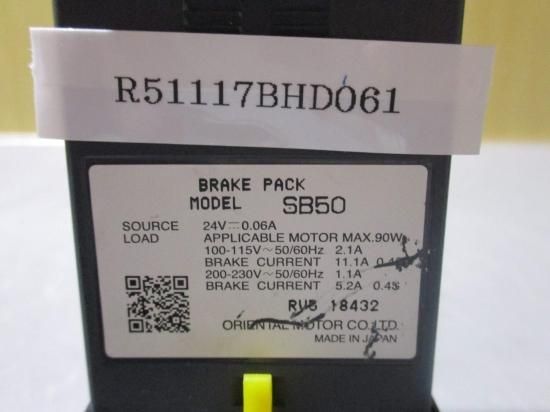 R51117BHD061
BRAKE PACK
MODEL SB50
SOURCE 24V⎓0.06A
LOAD APPLICABLE MOTOR MAX.90W
100-115V~50/60Hz 2.1A
BRAKE CURRENT 11.1A 0.4S
200-230V~50/60Hz 1.1A
BRAKE CURRENT 5.2A 0.4S
18432
ORIENTAL MOTOR CO.,LTD.
MADE IN JAPAN